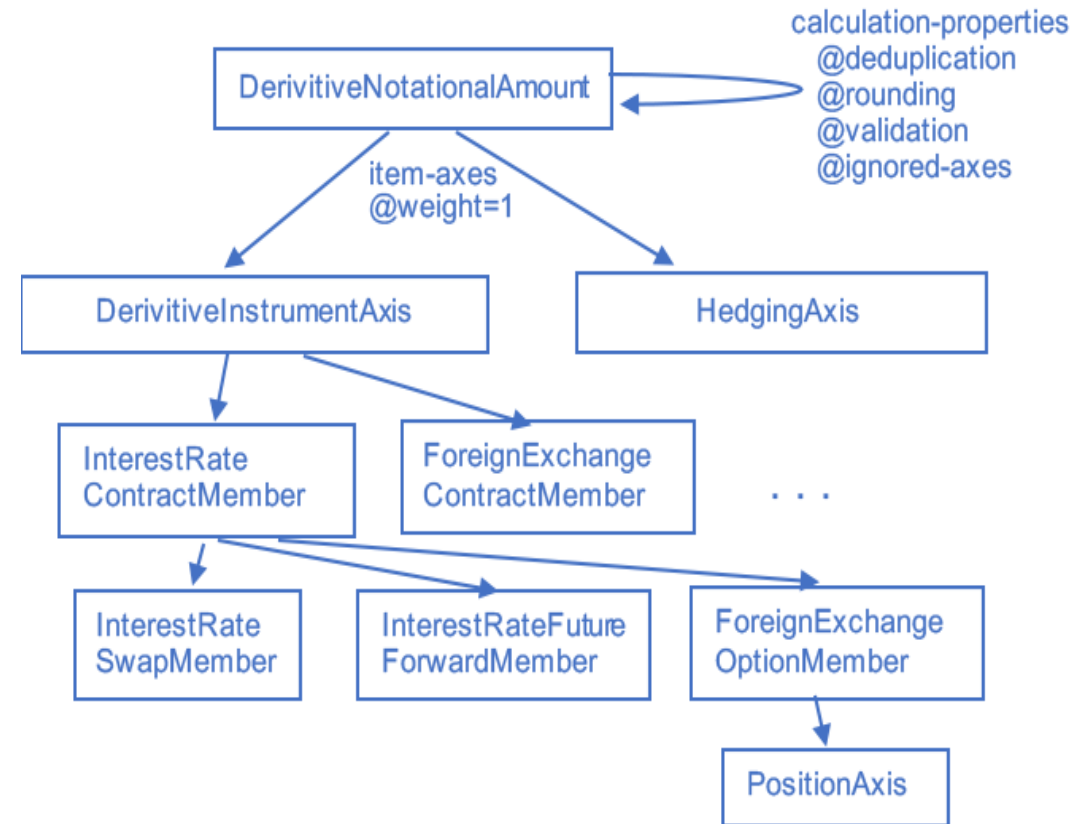 calculation-properties
@deduplication
@rounding
@validation
@ignored-axes
DerivitiveNotationalAmount
item-axes
@weight=1
DerivitiveInstrumentAxis
HedgingAxis
InterestRate
ContractMember
ForeignExchange
ContractMember
. . .
InterestRate
SwapMember
InterestRateFuture
ForwardMember
ForeignExchange
OptionMember
PositionAxis